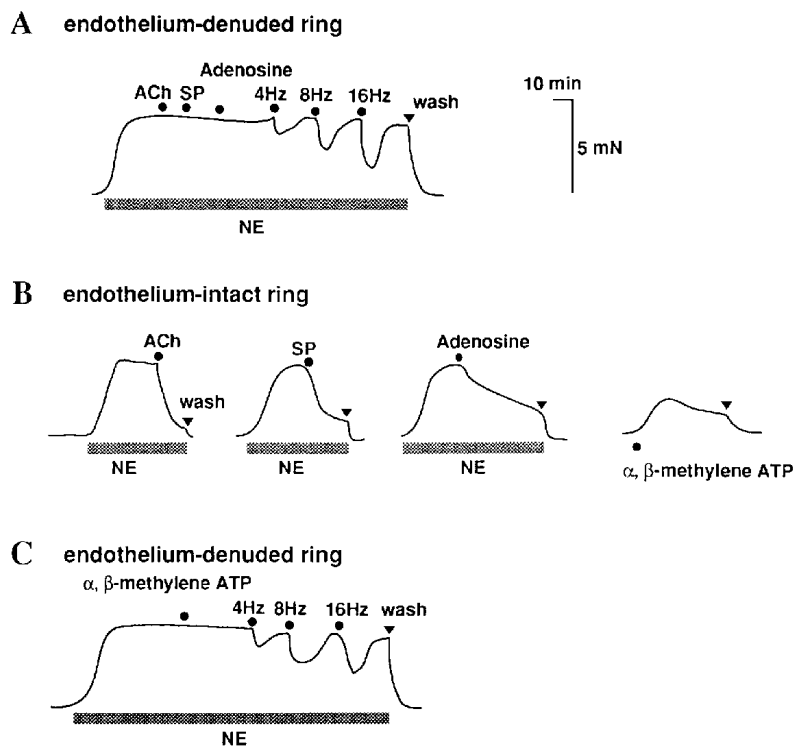 A endothelium-denuded ring
Adenosine
ACh SP 4Hz 8Hz 16Hz wash
10 min
5 mN
NE
B endothelium-intact ring
ACh
wash
NE
SP
NE
Adenosine
NE
α, β-methylene ATP
C endothelium-denuded ring
α, β-methylene ATP
4Hz 8Hz 16Hz wash
NE